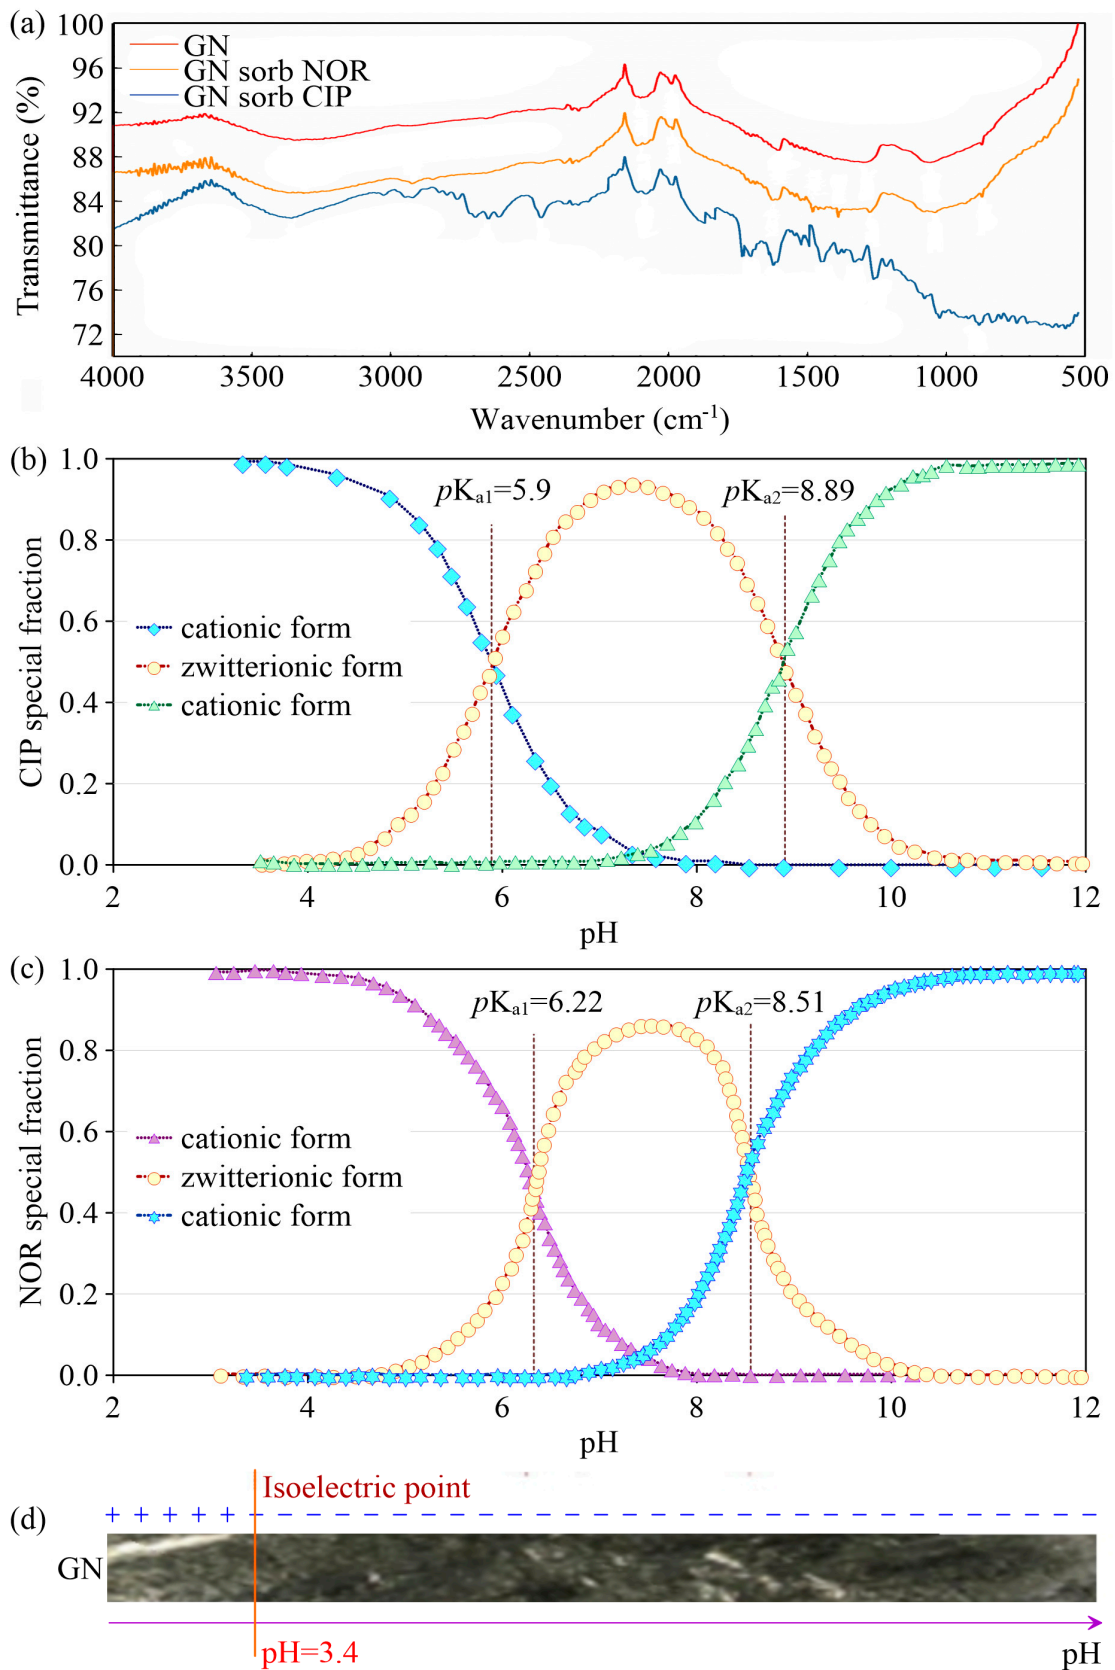 (a)
100
96
92
88
84
80
76
72
Transmittance (%)
GN
GN sorb NOR
GN sorb CIP
4000 3500 3000 2500 2000 1500 1000 500
Wavenumber (cm-1)
(b)
1.0
0.8
0.6
0.4
0.2
0.0
CIP special fraction
pKa1=5.9
pKa2=8.89
cationic form
zwitterionic form
cationic form
2 4 6 8 10 12
pH
(c)
1.0
0.8
0.6
0.4
0.2
0.0
NOR special fraction
pKa1=6.22
pKa2=8.51
cationic form
zwitterionic form
cationic form
2 4 6 8 10 12
pH
Isoelectric point
(d)
+ + + + + – – – – – – – – – – – – – – – – – – – – – – – – – – – – –
GN
pH=3.4
pH